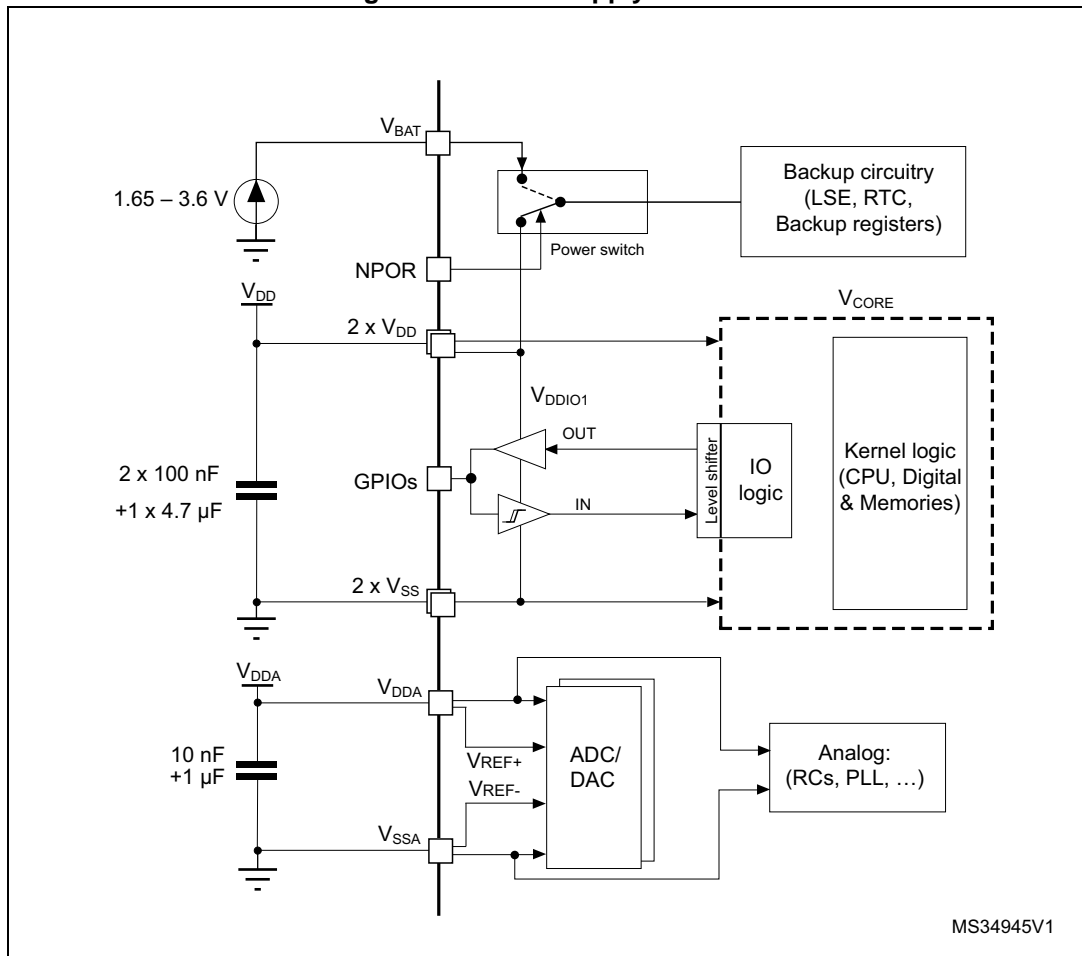 VBAT
1.65 – 3.6 V
Power switch
Backup circuitry
(LSE, RTC,
Backup registers)
NPOR
VDD
2 x VDD
VCORE
VDDIO1
OUT
GPIOs
IN
Level shifter
IO
logic
Kernel logic
(CPU, Digital
& Memories)
2 x 100 nF
+1 x 4.7 µF
2 x VSS
VDDA
VDDA
10 nF
+1 µF
VREF+
VREF-
ADC/
DAC
Analog:
(RCs, PLL, …)
VSSA
MS34945V1